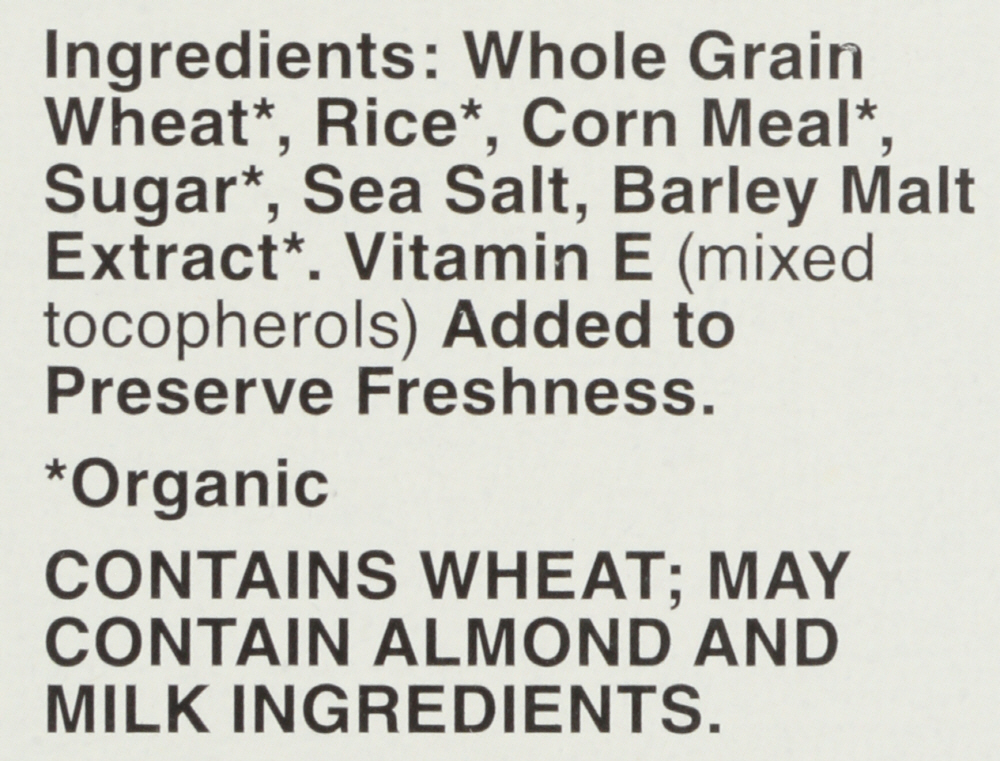 Ingredients: Whole Grain
Wheat*, Rice*, Corn Meal*,
Sugar*, Sea Salt, Barley Malt
Extract*. Vitamin E (mixed
tocopherols) Added to
Preserve Freshness.
*Organic
CONTAINS WHEAT; MAY
CONTAIN ALMOND AND
MILK INGREDIENTS.